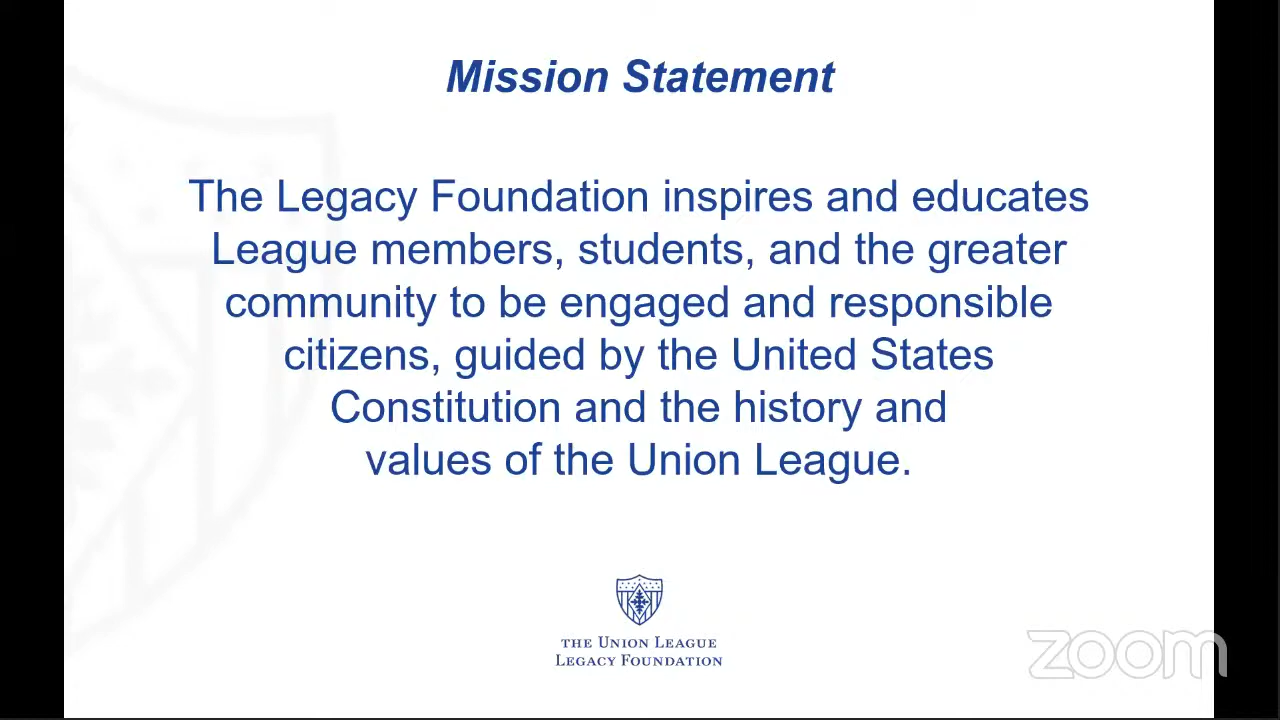 Mission Statement
The Legacy Foundation inspires and educates
League members, students, and the greater
community to be engaged and responsible
citizens, guided by the United States
Constitution and the history and
values of the Union League.
THE UNION LEAGUE
LEGACY FOUNDATION
zoom